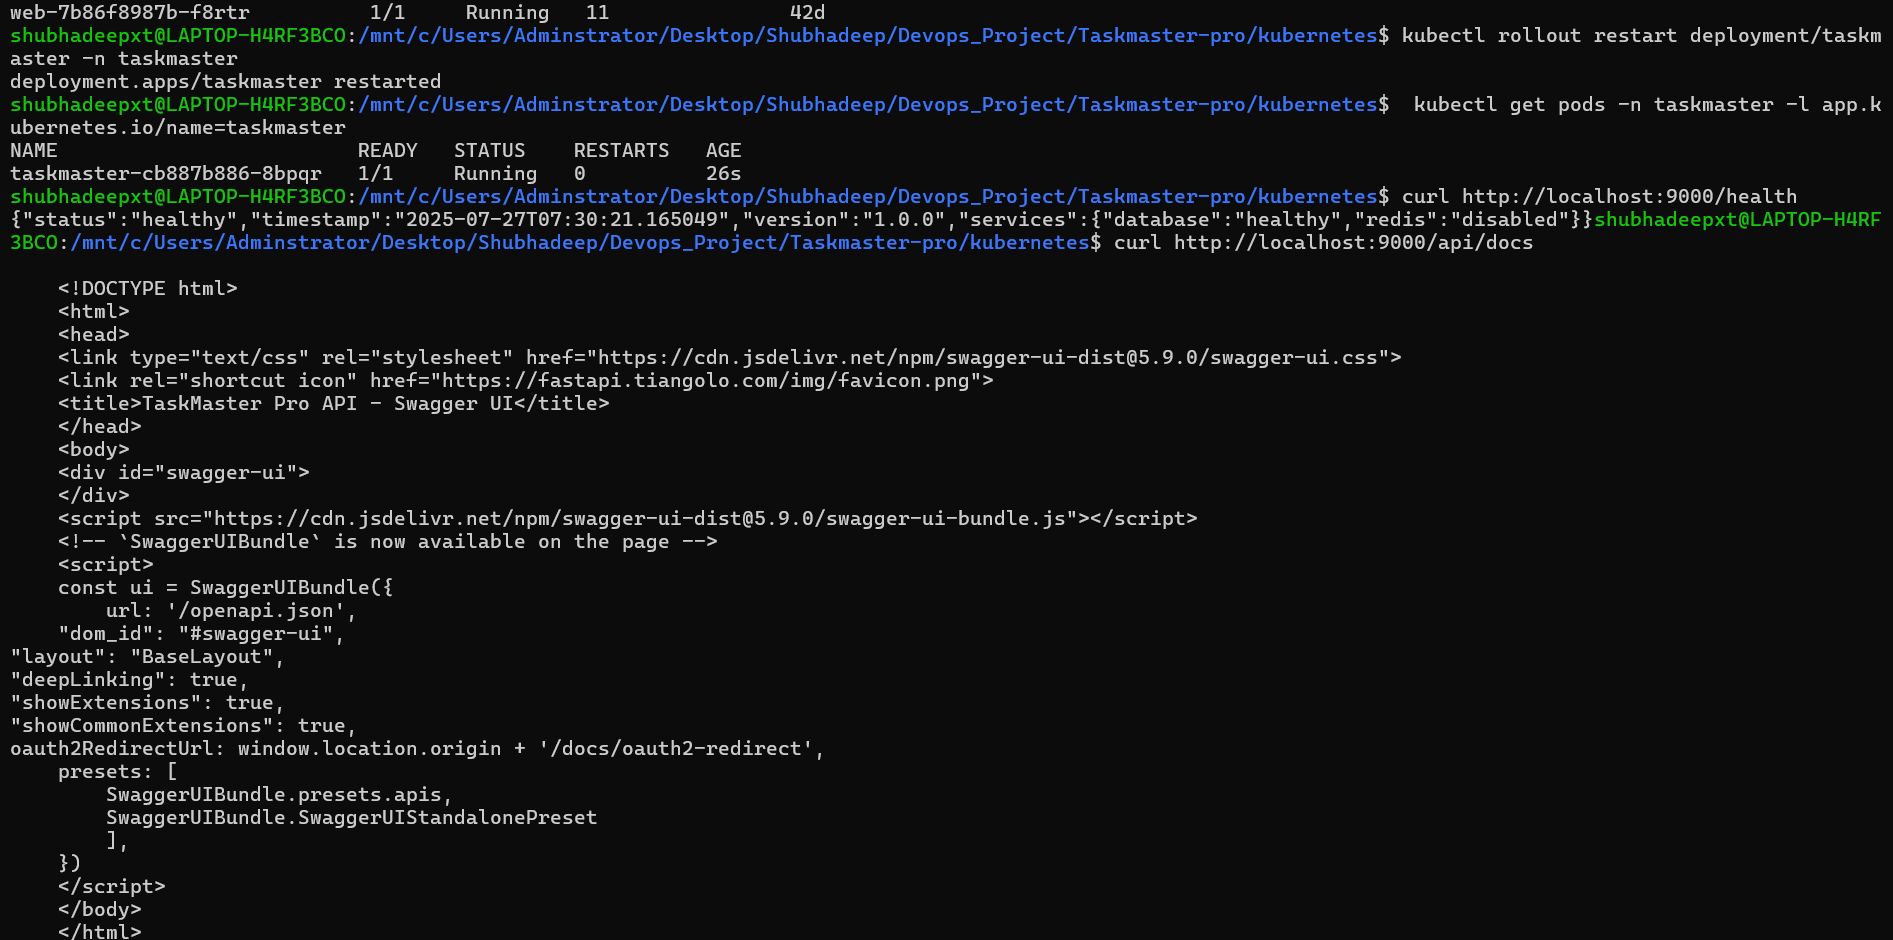 web-7b86f8987b-f8rtr          1/1     Running   11               42d
shubhadeepxt@LAPTOP-H4RF3BCO:/mnt/c/Users/Adminstrator/Desktop/Shubhadeep/Devops_Project/Taskmaster-pro/kubernetes$ kubectl rollout restart deployment/taskm
aster -n taskmaster
deployment.apps/taskmaster restarted
shubhadeepxt@LAPTOP-H4RF3BCO:/mnt/c/Users/Adminstrator/Desktop/Shubhadeep/Devops_Project/Taskmaster-pro/kubernetes$  kubectl get pods -n taskmaster -l app.k
ubernetes.io/name=taskmaster
NAME                         READY   STATUS    RESTARTS   AGE
taskmaster-cb887b886-8bpqr   1/1     Running   0          26s
shubhadeepxt@LAPTOP-H4RF3BCO:/mnt/c/Users/Adminstrator/Desktop/Shubhadeep/Devops_Project/Taskmaster-pro/kubernetes$ curl http://localhost:9000/health
{"status":"healthy","timestamp":"2025-07-27T07:30:21.165049","version":"1.0.0","services":{"database":"healthy","redis":"disabled"}}shubhadeepxt@LAPTOP-H4RF
3BCO:/mnt/c/Users/Adminstrator/Desktop/Shubhadeep/Devops_Project/Taskmaster-pro/kubernetes$ curl http://localhost:9000/api/docs

    <!DOCTYPE html>
    <html>
    <head>
    <link type="text/css" rel="stylesheet" href="https://cdn.jsdelivr.net/npm/swagger-ui-dist@5.9.0/swagger-ui.css">
    <link rel="shortcut icon" href="https://fastapi.tiangolo.com/img/favicon.png">
    <title>TaskMaster Pro API - Swagger UI</title>
    </head>
    <body>
    <div id="swagger-ui">
    </div>
    <script src="https://cdn.jsdelivr.net/npm/swagger-ui-dist@5.9.0/swagger-ui-bundle.js"></script>
    <!-- `SwaggerUIBundle` is now available on the page -->
    <script>
    const ui = SwaggerUIBundle({
        url: '/openapi.json',
    "dom_id": "#swagger-ui",
"layout": "BaseLayout",
"deepLinking": true,
"showExtensions": true,
"showCommonExtensions": true,
oauth2RedirectUrl: window.location.origin + '/docs/oauth2-redirect',
    presets: [
        SwaggerUIBundle.presets.apis,
        SwaggerUIBundle.SwaggerUIStandalonePreset
        ],
    })
    </script>
    </body>
    </html>